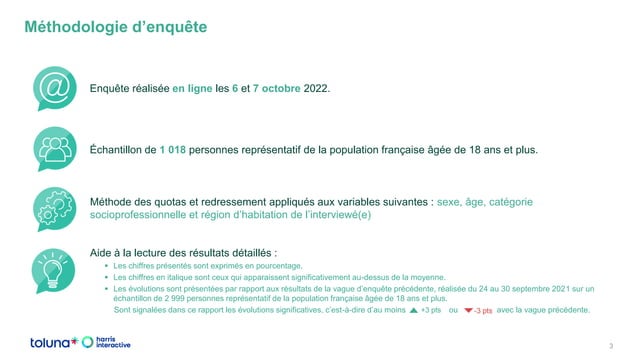 Méthodologie d’enquête
Enquête réalisée en ligne les 6 et 7 octobre 2022.
Échantillon de 1 018 personnes représentatif de la population française âgée de 18 ans et plus.
Méthode des quotas et redressement appliqués aux variables suivantes : sexe, âge, catégorie
socioprofessionnelle et région d’habitation de l’interviewé(e)
Aide à la lecture des résultats détaillés :
▪ Les chiffres présentés sont exprimés en pourcentage.
▪ Les chiffres en italique sont ceux qui apparaissent significativement au-dessus de la moyenne.
▪ Les évolutions sont présentées par rapport aux résultats de la vague d’enquête précédente, réalisée du 24 au 30 septembre 2021 sur un
échantillon de 2 999 personnes représentatif de la population française âgée de 18 ans et plus.
Sont signalées dans ce rapport les évolutions significatives, c’est-à-dire d’au moins ▲ +3 pts ou ▼ -3 pts avec la vague précédente.
toluna* harris
interactive
3